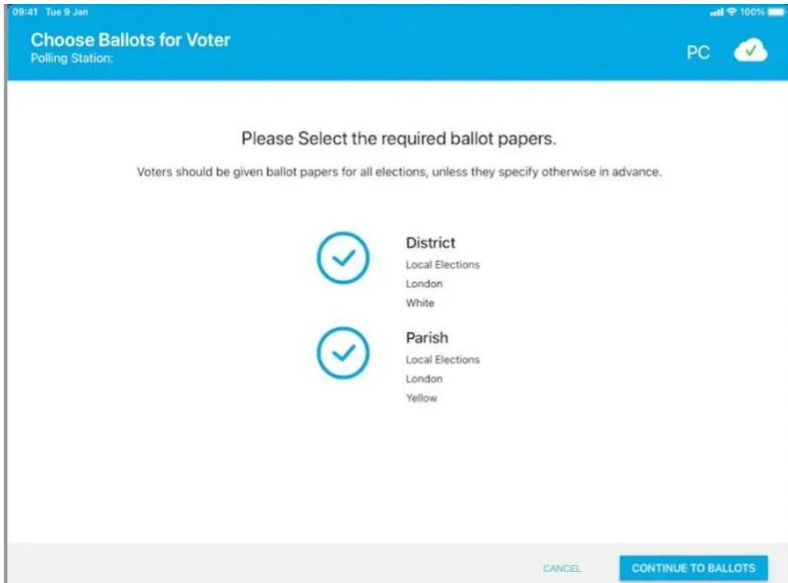 09:41 Tue 9 Jan
100%
Choose Ballots for Voter
Polling Station:
PC
Please Select the required ballot papers.
Voters should be given ballot papers for all elections, unless they specify otherwise in advance.
District
Local Elections
London
White
Parish
Local Elections
London
Yellow
CANCEL
CONTINUE TO BALLOTS